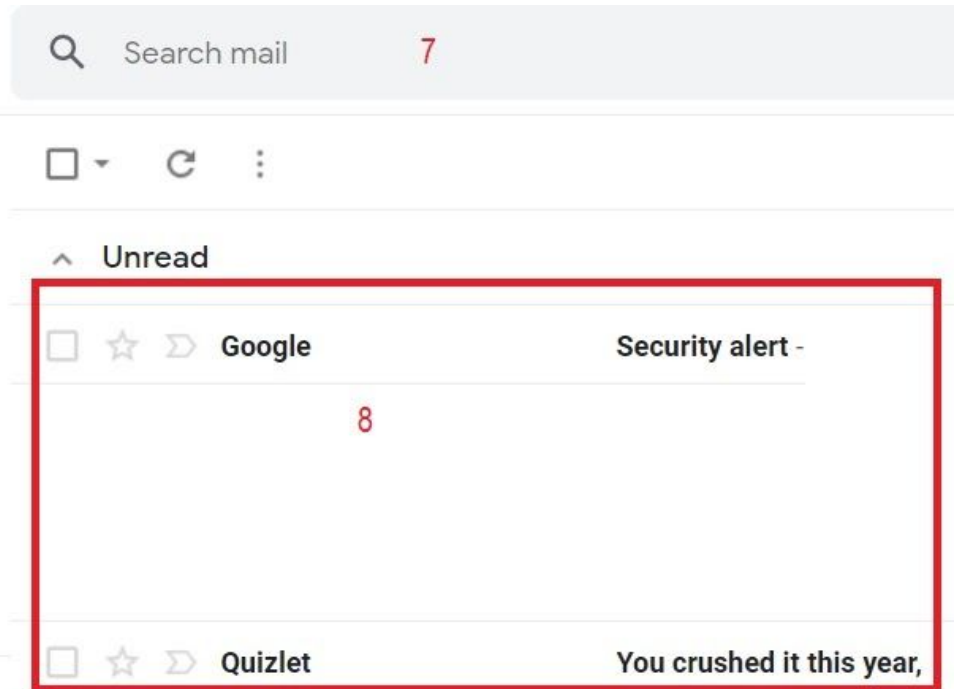 Search mail 7
Unread
Google Security alert -
8
Quizlet You crushed it this year,